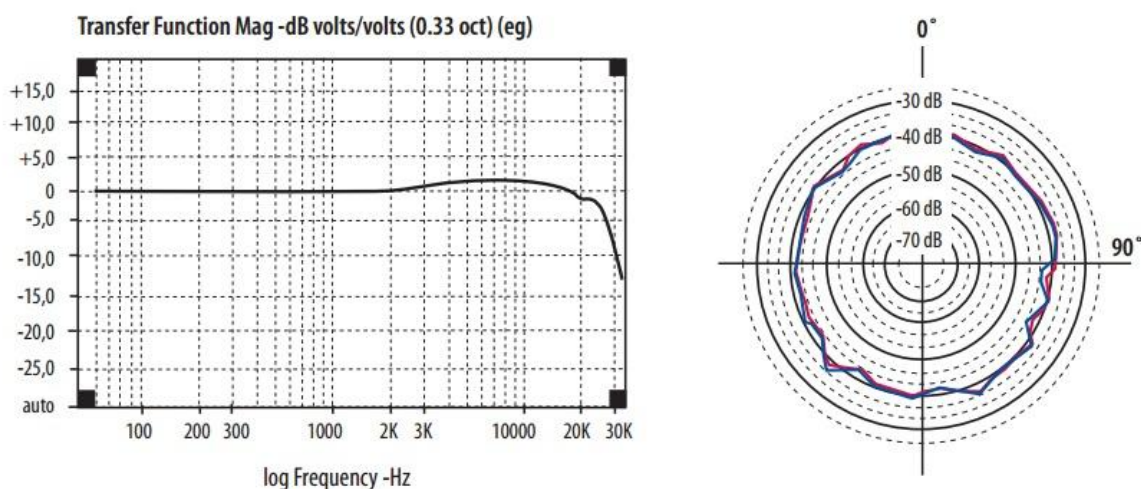 Transfer Function Mag -dB volts/volts (0.33 oct) (eg)
+15,0
+10,0
+5,0
0
-5,0
-10,0
-15,0
-20,0
-25,0
auto
100 200 300 1000 2K 3K 10000 20K 30K
log Frequency -Hz
0°
-30 dB
-40 dB
-50 dB
-60 dB
-70 dB
90°